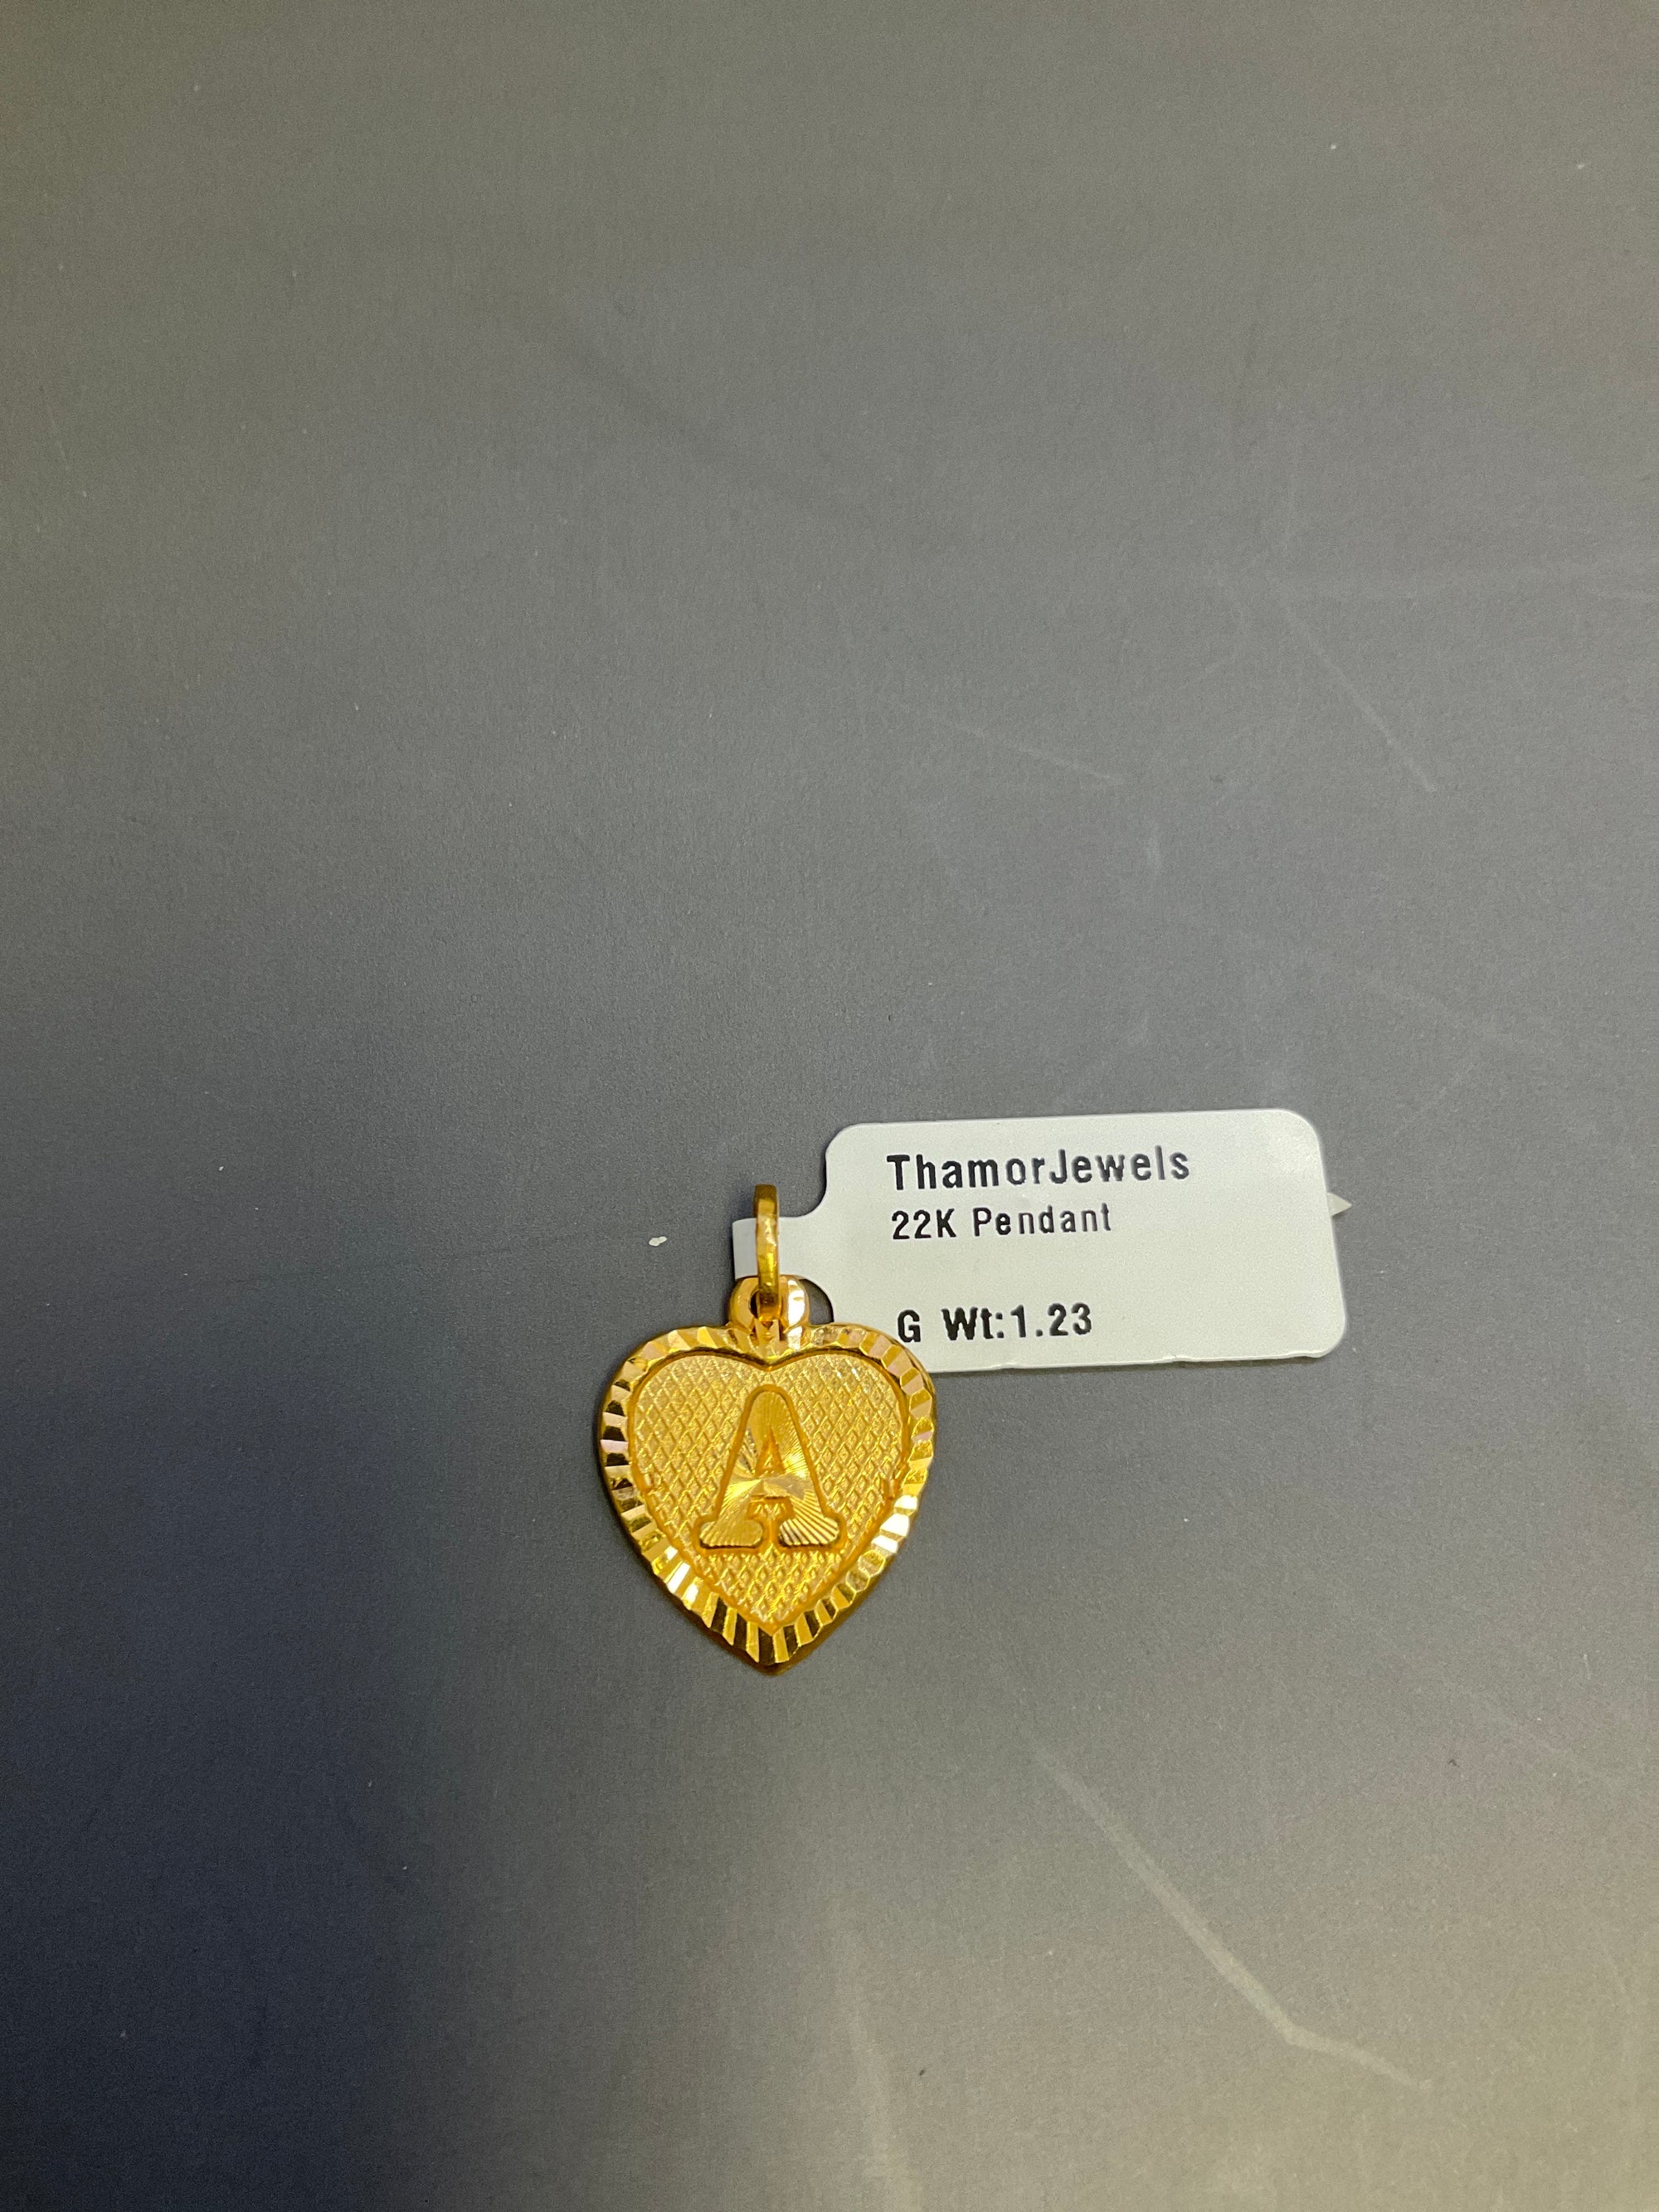 ThamorJewels
22K Pendant
G Wt:1.23
A